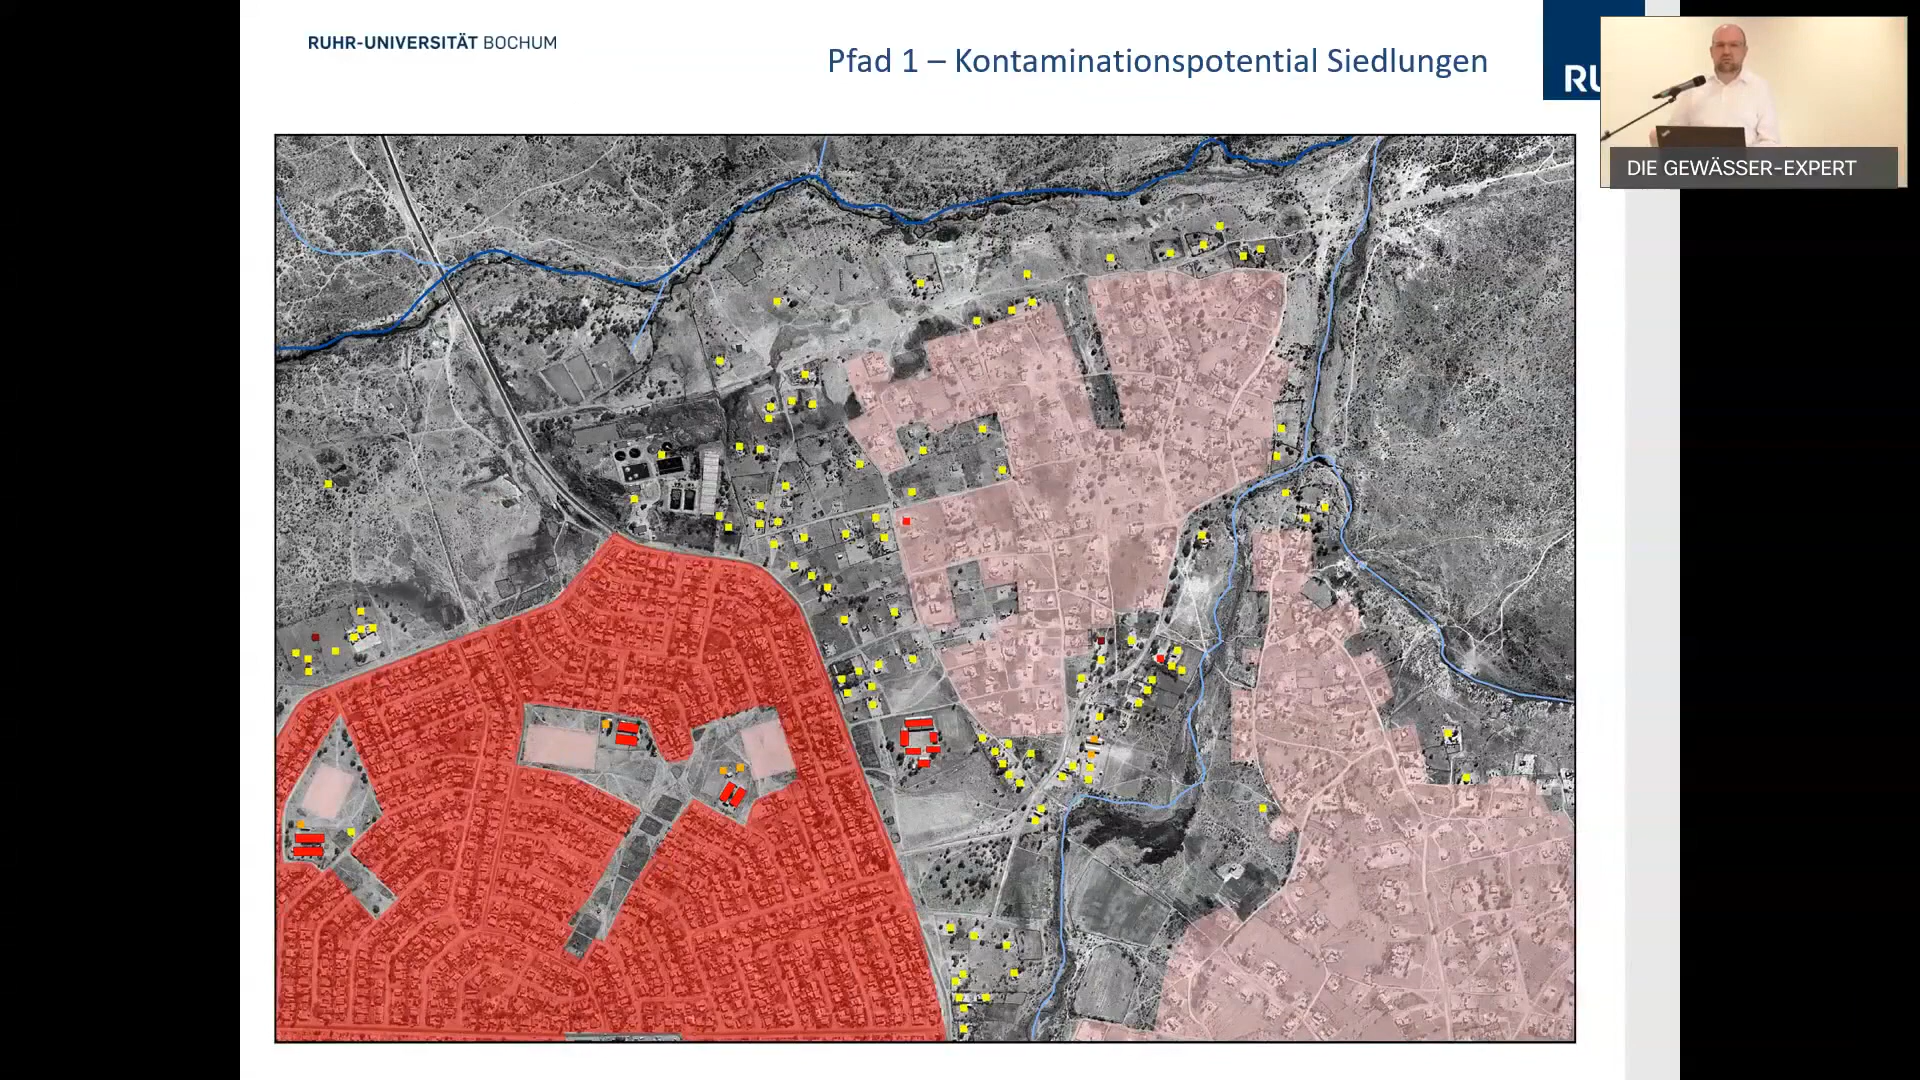 RUHR-UNIVERSITÄT BOCHUM
Pfad 1 – Kontaminationspotential Siedlungen
RU
DIE GEWÄSSER-EXPERT